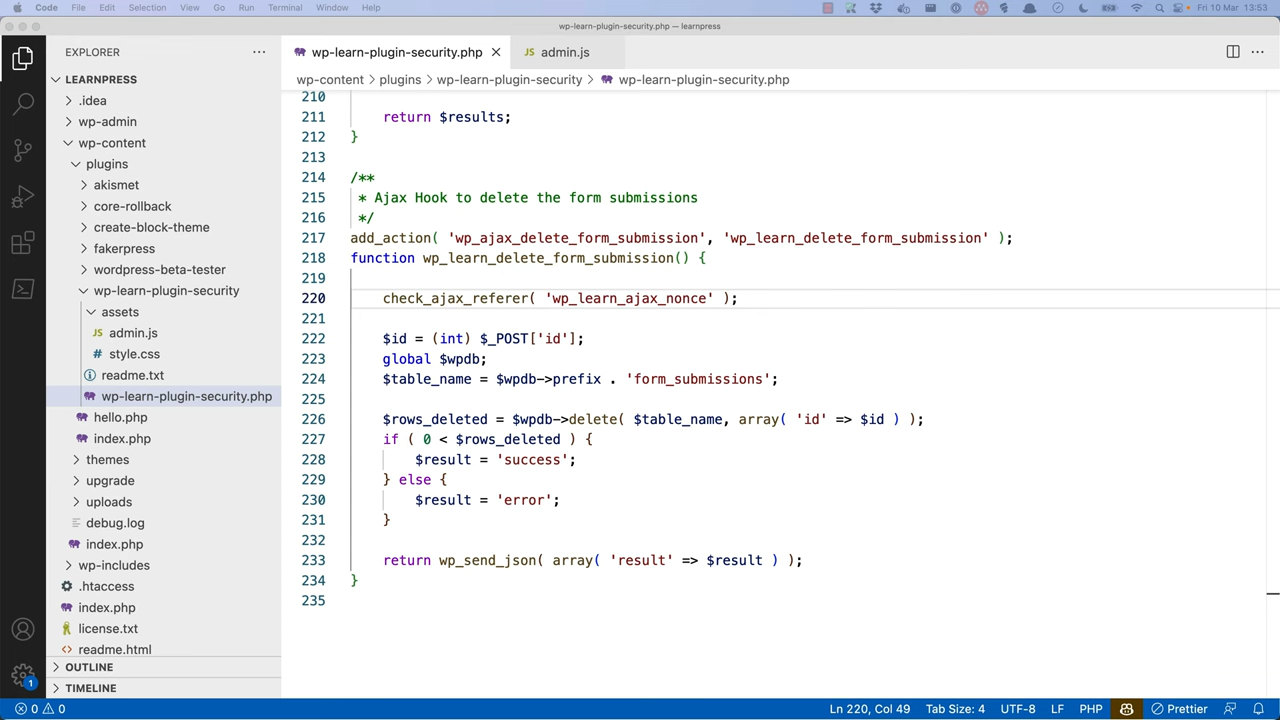 Code File Edit Selection View Go Run Terminal Window Help Fri 10 Mar 13:53
wp-learn-plugin-security.php — learnpress
EXPLORER
LEARNPRESS
.idea
wp-admin
wp-content
plugins
akismet
core-rollback
create-block-theme
fakerpress
wordpress-beta-tester
wp-learn-plugin-security
assets
JS admin.js
# style.css
readme.txt
wp-learn-plugin-security.php
hello.php
index.php
themes
upgrade
uploads
debug.log
index.php
wp-includes
.htaccess
index.php
license.txt
<> readme.html
OUTLINE
TIMELINE
wp-learn-plugin-security.php JS admin.js
wp-content > plugins > wp-learn-plugin-security > wp-learn-plugin-security.php
210
211 return $results;
212 }
213
214 /**
215 * Ajax Hook to delete the form submissions
216 */
217 add_action( 'wp_ajax_delete_form_submission', 'wp_learn_delete_form_submission' );
218 function wp_learn_delete_form_submission() {
219
220 check_ajax_referer( 'wp_learn_ajax_nonce' );
221
222 $id = (int) $_POST['id'];
223 global $wpdb;
224 $table_name = $wpdb->prefix . 'form_submissions';
225
226 $rows_deleted = $wpdb->delete( $table_name, array( 'id' => $id ) );
227 if ( 0 < $rows_deleted ) {
228 $result = 'success';
229 } else {
230 $result = 'error';
231 }
232
233 return wp_send_json( array( 'result' => $result ) );
234 }
235
1
0 0 Ln 220, Col 49 Tab Size: 4 UTF-8 LF PHP Prettier